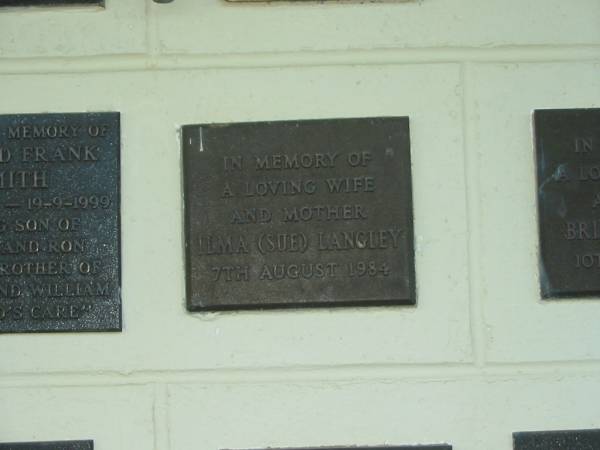 MEMORY OF
FRANK
19-9-1999
SON OF
AND RON
BROTHER OF
AND WILLIAM
CARE"
IN MEMORY OF
A LOVING WIFE
AND MOTHER
ILMA (SUE) LANGLEY
7TH AUGUST 1984
IN